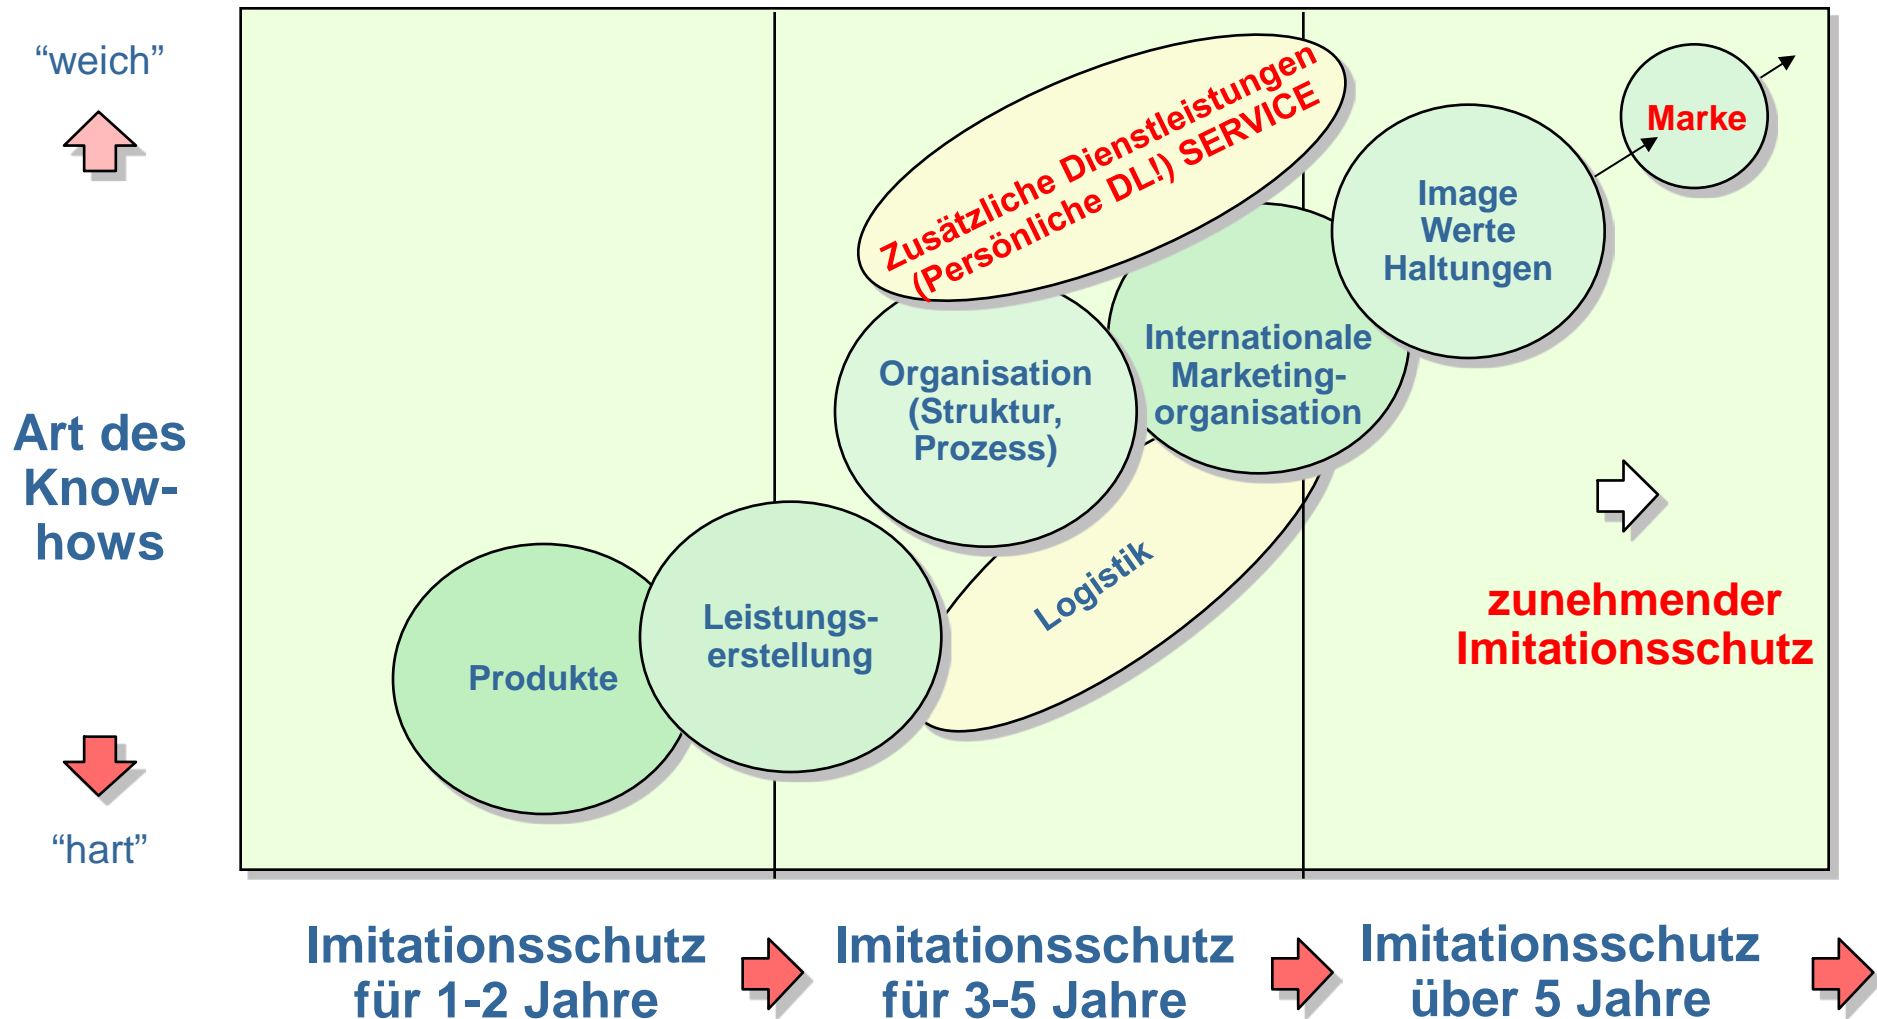 “weich”
Art des
Know-
hows
“hart”
Zusätzliche Dienstleistungen
(Persönliche DL!) SERVICE
Marke
Image
Werte
Haltungen
Internationale
Marketing-
organisation
Organisation
(Struktur,
Prozess)
Logistik
Leistungs-
erstellung
Produkte
zunehmender
Imitationsschutz
Imitationsschutz
für 1-2 Jahre
Imitationsschutz
für 3-5 Jahre
Imitationsschutz
über 5 Jahre